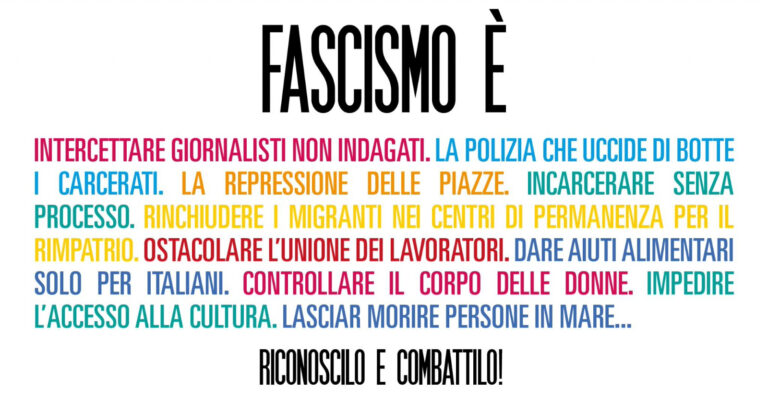 FASCISMO È
INTERCETTARE GIORNALISTI NON INDAGATI. LA POLIZIA CHE UCCIDE DI BOTTE
I CARCERATI. LA REPRESSIONE DELLE PIAZZE. INCARCERARE SENZA
PROCESSO. RINCHIUDERE I MIGRANTI NEI CENTRI DI PERMANENZA PER IL
RIMPATRIO. OSTACOLARE L'UNIONE DEI LAVORATORI. DARE AIUTI ALIMENTARI
SOLO PER ITALIANI. CONTROLLARE IL CORPO DELLE DONNE. IMPEDIRE
L'ACCESSO ALLA CULTURA. LASCIAR MORIRE PERSONE IN MARE...
RICONOSCILO E COMBATTILO!